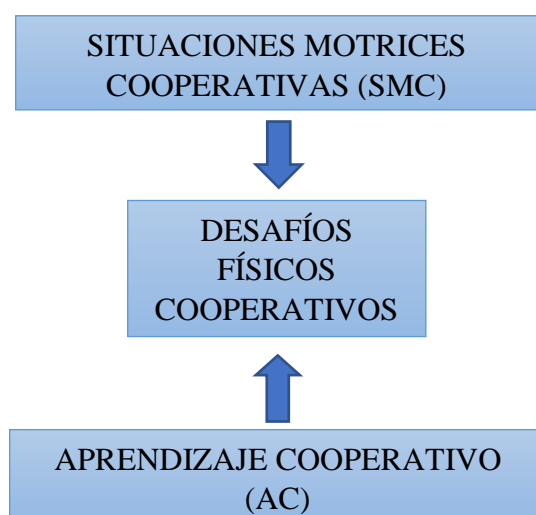 SITUACIONES MOTRICES
COOPERATIVAS (SMC)
DESAFÍOS
FÍSICOS
COOPERATIVOS
APRENDIZAJE COOPERATIVO
(AC)